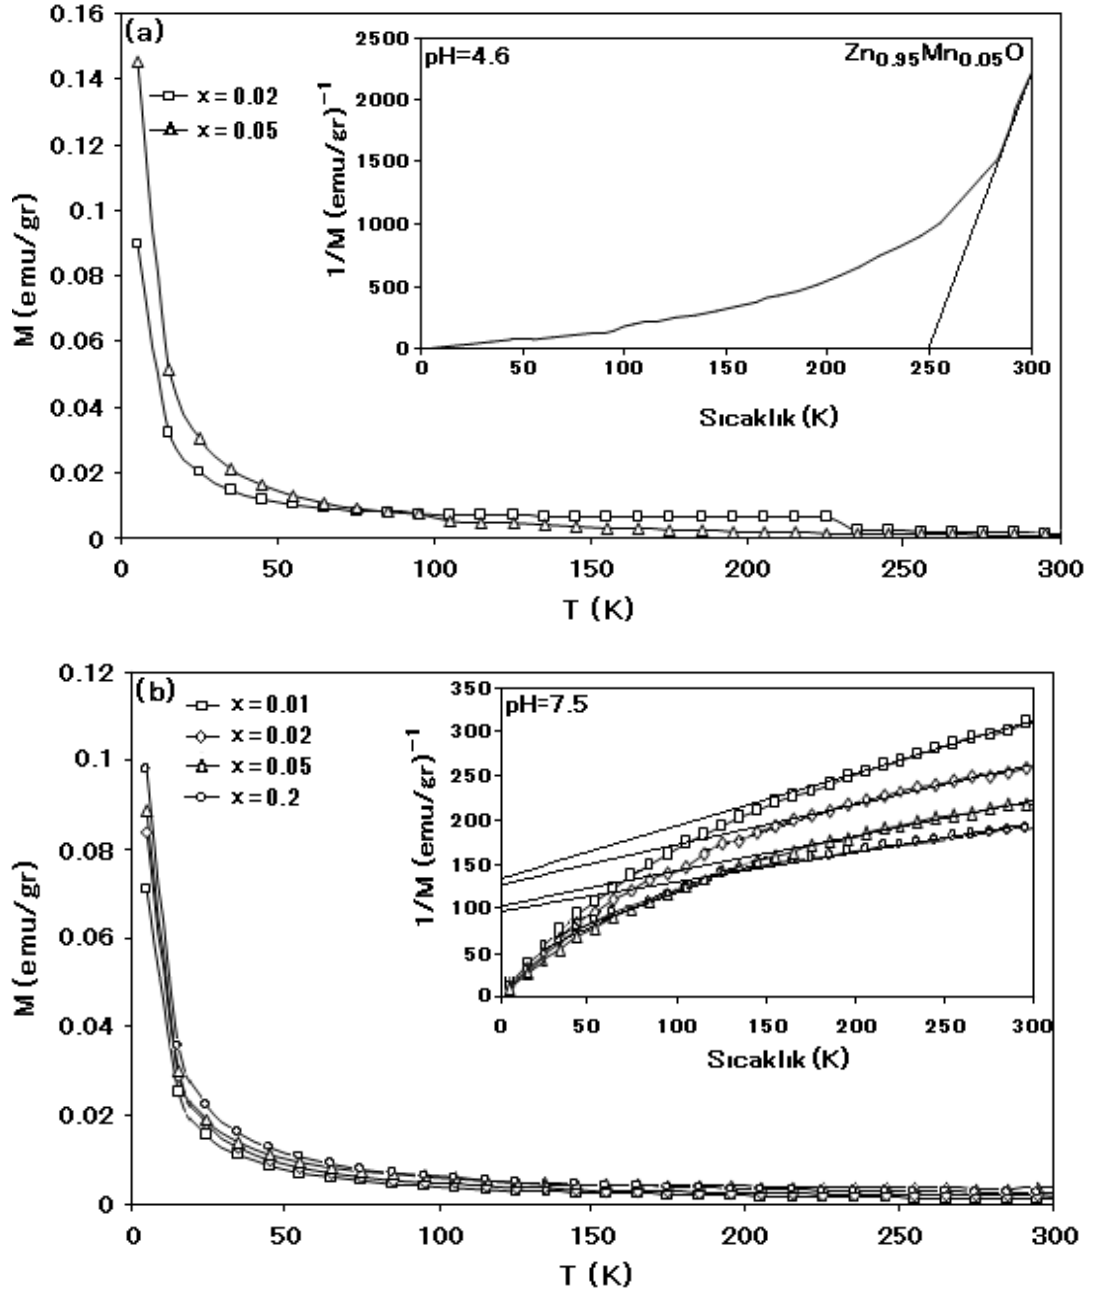 (a)
x = 0.02
x = 0.05
M (emu/gr)
0.16
0.14
0.12
0.1
0.08
0.06
0.04
0.02
0
0 50 100 150 200 250 300
T (K)
pH=4.6
Zn0.95Mn0.05O
1/M (emu/gr)⁻¹
2500
2000
1500
1000
500
0
0 50 100 150 200 250 300
Sıcaklık (K)
(b)
x = 0.01
x = 0.02
x = 0.05
x = 0.2
M (emu/gr)
0.12
0.1
0.08
0.06
0.04
0.02
0
0 50 100 150 200 250 300
T (K)
pH=7.5
1/M (emu/gr)⁻¹
350
300
250
200
150
100
50
0
0 50 100 150 200 250 300
Sıcaklık (K)